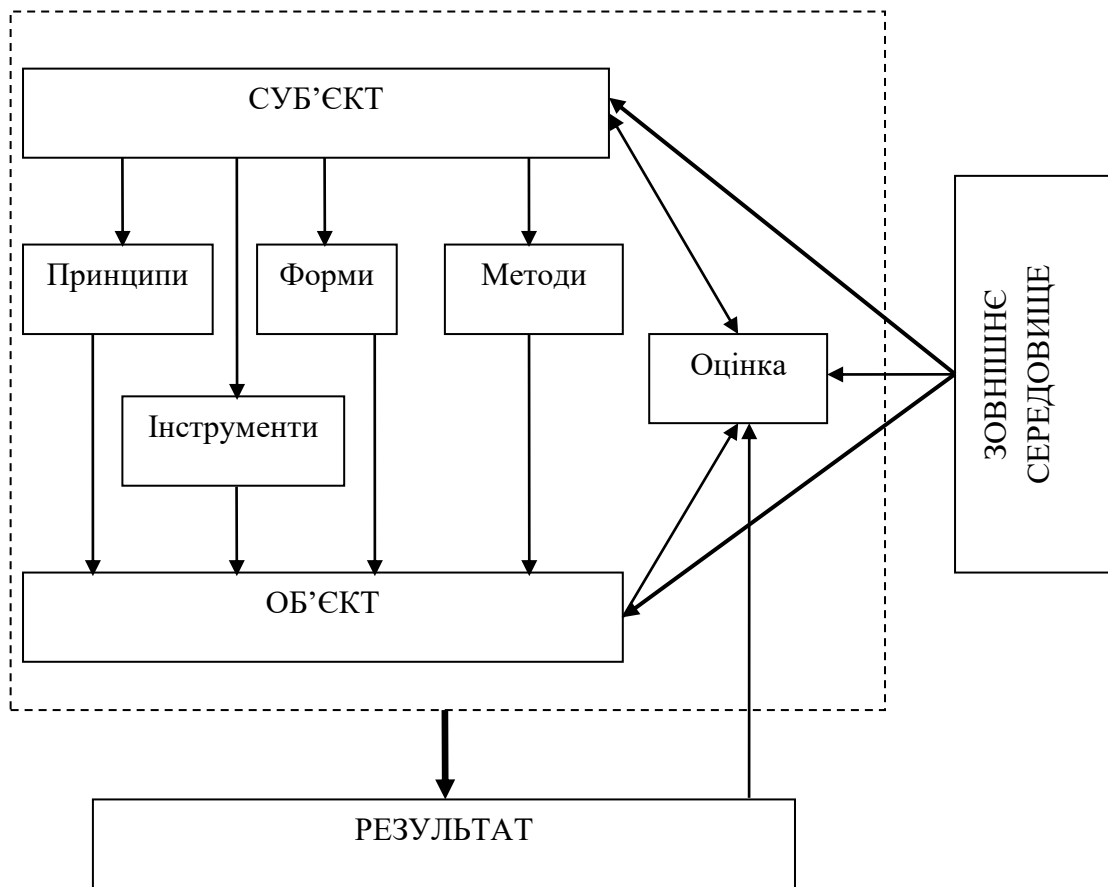 СУБ’ЄКТ
Принципи
Форми
Методи
Оцінка
Інструменти
ОБ’ЄКТ
ЗОВНІШНЄ
СЕРЕДОВИЩЕ
РЕЗУЛЬТАТ